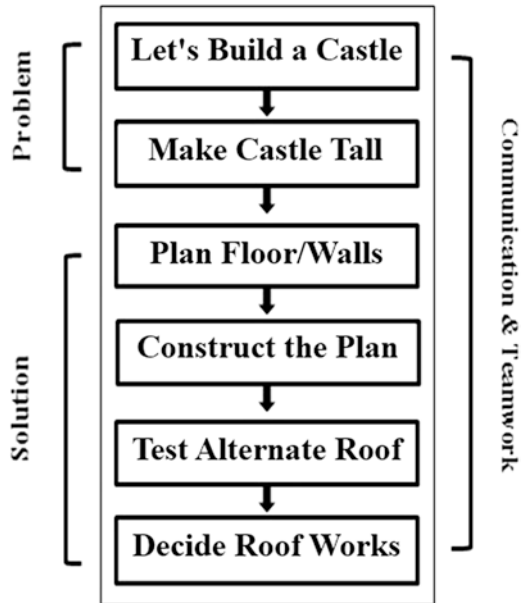 Let's Build a Castle
Make Castle Tall
Plan Floor/Walls
Construct the Plan
Test Alternate Roof
Decide Roof Works
Problem
Solution
Communication & Teamwork